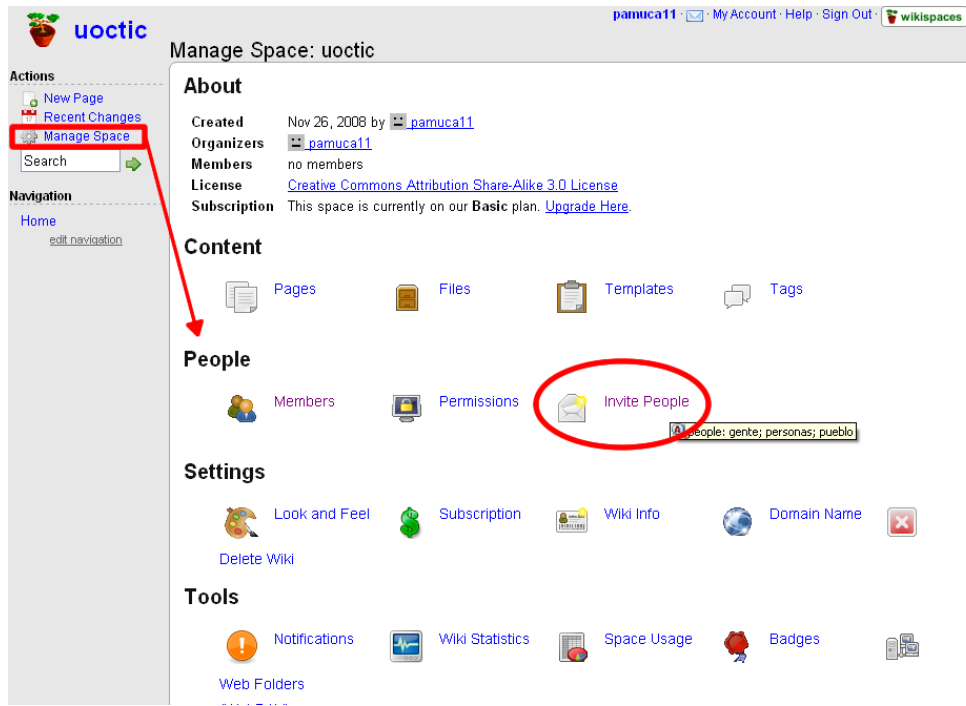 uoctic
pamuca11 · · My Account · Help · Sign Out · wikispaces
Manage Space: uoctic
Actions
New Page
Recent Changes
Manage Space
Search
Navigation
Home
edit navigation
About
Created Nov 26, 2008 by pamuca11
Organizers pamuca11
Members no members
License Creative Commons Attribution Share-Alike 3.0 License
Subscription This space is currently on our Basic plan. Upgrade Here.
Content
Pages Files Templates Tags
People
Members Permissions Invite People
people: gente; personas; pueblo
Settings
Look and Feel Subscription Wiki Info Domain Name
Delete Wiki
Tools
Notifications Wiki Statistics Space Usage Badges
Web Folders